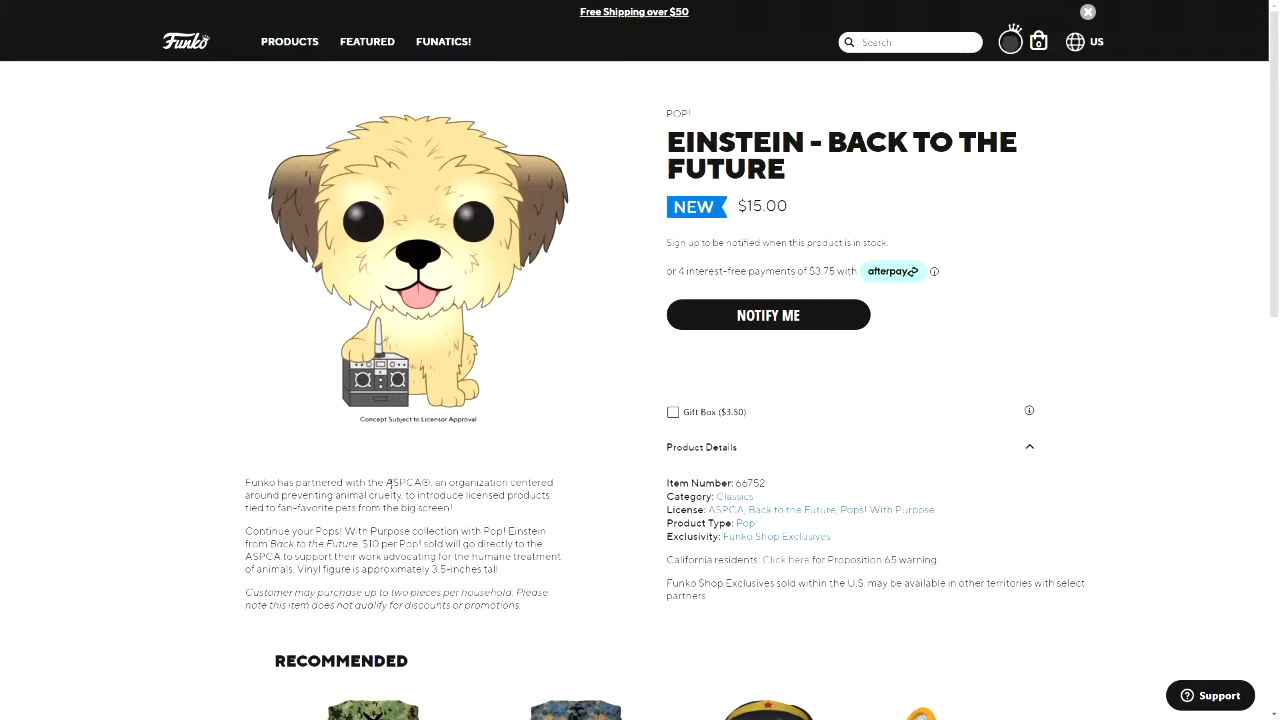 Free Shipping over $50
Funko
PRODUCTS FEATURED FUNATICS!
Search
0
US
POP!
EINSTEIN - BACK TO THE
FUTURE
NEW $15.00
Sign up to be notified when this product is in stock.
or 4 interest-free payments of $3.75 with afterpay
NOTIFY ME
Concept Subject to Licensor Approval
Gift Box ($3.50)
Product Details
Funko has partnered with the ASPCA®, an organization centered
around preventing animal cruelty, to introduce licensed products
tied to fan-favorite pets from the big screen!
Continue your Pops! With Purpose collection with Pop! Einstein
from Back to the Future. $10 per Pop! sold will go directly to the
ASPCA to support their work advocating for the humane treatment
of animals. Vinyl figure is approximately 3.5-inches tall.
Customer may purchase up to two pieces per household. Please
note this item does not qualify for discounts or promotions.
Item Number: 66752
Category: Classics
License: ASPCA, Back to the Future, Pops! With Purpose
Product Type: Pop!
Exclusivity: Funko Shop Exclusives
California residents: Click here for Proposition 65 warning.
Funko Shop Exclusives sold within the U.S. may be available in other territories with select
partners
RECOMMENDED
Support